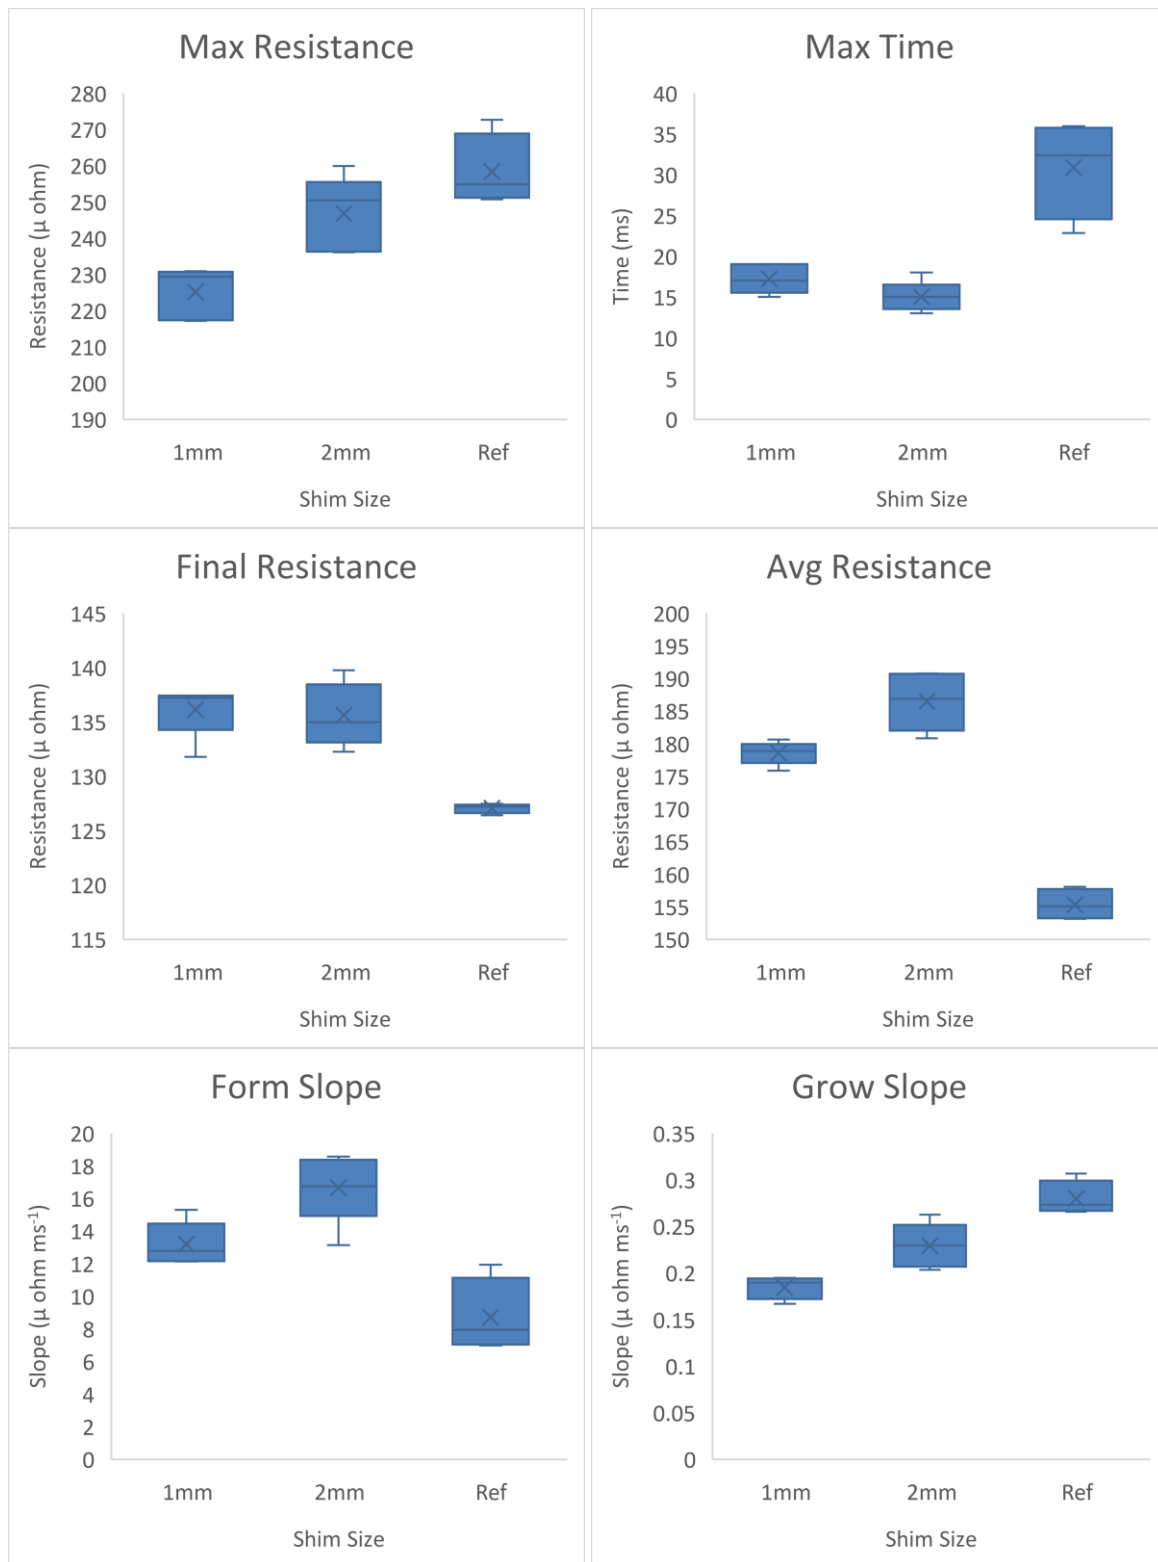 Max Resistance
Resistance (µ ohm)
280
270
260
250
240
230
220
210
200
190
1mm 2mm Ref
Shim Size
Max Time
Time (ms)
40
35
30
25
20
15
10
5
0
1mm 2mm Ref
Shim Size
Final Resistance
Resistance (µ ohm)
145
140
135
130
125
120
115
1mm 2mm Ref
Shim Size
Avg Resistance
Resistance (µ ohm)
200
195
190
185
180
175
170
165
160
155
150
1mm 2mm Ref
Shim Size
Form Slope
Slope (µ ohm ms⁻¹)
20
18
16
14
12
10
8
6
4
2
0
1mm 2mm Ref
Shim Size
Grow Slope
Slope (µ ohm ms⁻¹)
0.35
0.3
0.25
0.2
0.15
0.1
0.05
0
1mm 2mm Ref
Shim Size